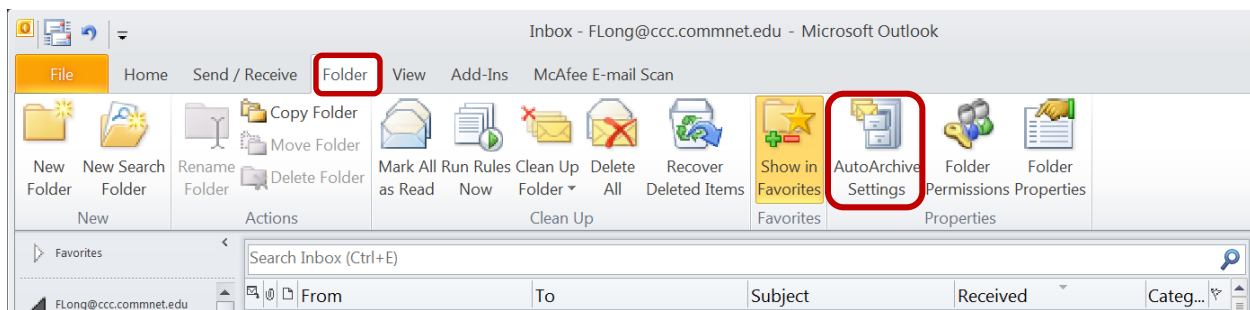 Inbox - FLong@ccc.commnet.edu - Microsoft Outlook
File Home Send / Receive Folder View Add-Ins McAfee E-mail Scan
New Folder
New Search Folder
New
Rename Folder
Copy Folder
Move Folder
Delete Folder
Actions
Mark All as Read
Run Rules Now
Clean Up Folder
Delete All
Recover Deleted Items
Clean Up
Show in Favorites
Favorites
AutoArchive Settings
Folder Permissions
Folder Properties
Properties
Favorites
Search Inbox (Ctrl+E)
FLong@ccc.commnet.edu
From To Subject Received Categ...